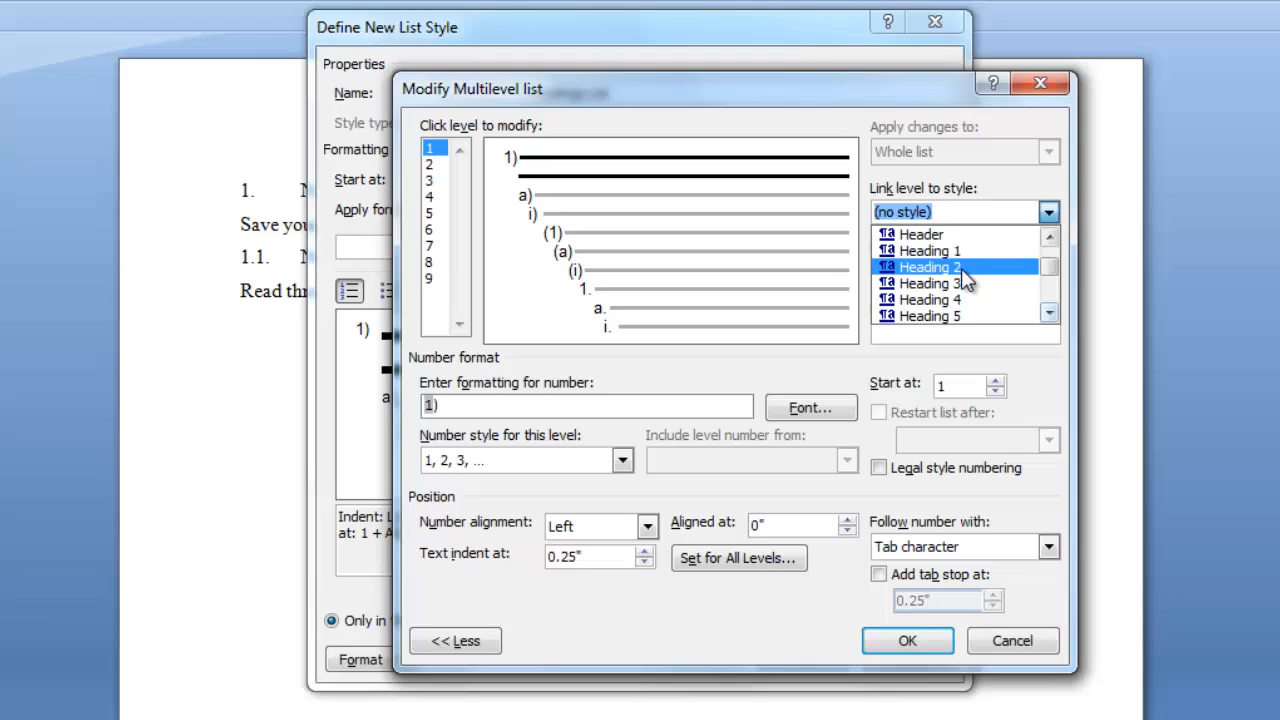 Define New List Style
Properties
Name:
Style type
Formatting
Start at:
Apply form
1)
a
Indent: L
at: 1 + A
Only in
Format
1.
Save you
1.1.
Read thr
Modify Multilevel list
Click level to modify:
1
2
3
4
5
6
7
8
9
1)
a)
i)
(1)
(a)
(i)
1.
a.
i.
Apply changes to:
Whole list
Link level to style:
(no style)
Header
Heading 1
Heading 2
Heading 3
Heading 4
Heading 5
Number format
Enter formatting for number:
1)
Font...
Number style for this level:
1, 2, 3, ...
Include level number from:
Start at:
1
Restart list after:
Legal style numbering
Position
Number alignment:
Left
Aligned at:
0"
Text indent at:
0.25"
Set for All Levels...
Follow number with:
Tab character
Add tab stop at:
0.25"
<< Less
OK
Cancel